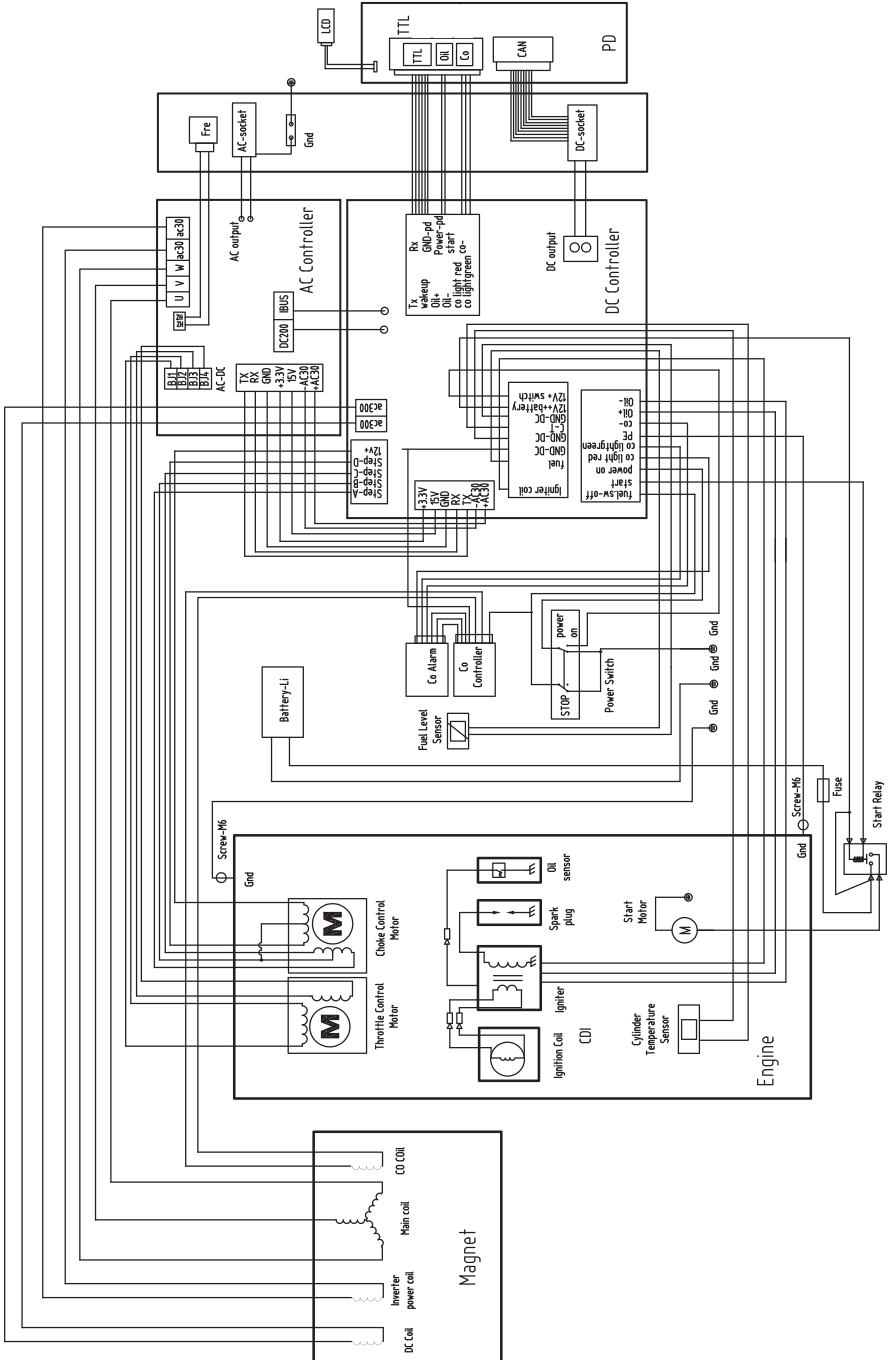 LCD
TTL
TTL
Oil
Co
PD
CAN
Fre
AC-socket
Gnd
DC-socket
AC Controller
U
V
W
ac30
ac30
HZ
HZ
AC output
BJ1
BJ2
BJ3
BJ4
AC-DC
DC200
IBUS
TX
RX
GND
+3.3V
15V
-AC30
+AC30
DC Controller
Tx
Rx
wakeup
GND-pd
Oil+
Power-pd
Oil-
start
co light red
co lightgreen
co-
DC output
ac300
ac300
12v+
Step-D
Step-C
Step-B
Step-A
+3.3V
15V
GND
RX
TX
-AC30
+AC30
12V+ switch
12V++battery
GND-DC
C-T
GND-DC
GND-DC
fuel
Igniter coil
Oil-
Oil+
co-
PE
co lightgreen
co light red
power on
start
fuel.sw-off
Battery-Li
Co Alarm
Co
Controller
Fuel Level
Sensor
STOP
power
on
Power Switch
Gnd
Gnd
Gnd
Screw-M6
Gnd
Screw-M6
Gnd
Fuse
Start Relay
Engine
M
Choke Control
Motor
M
Throttle Control
Motor
Oil
sensor
Spark
plug
Igniter
Ignition Coil
CDI
Start
Motor
M
Cylinder
Temperature
Sensor
Magnet
CO COil
Main coil
Inverter
power coil
DC Coil